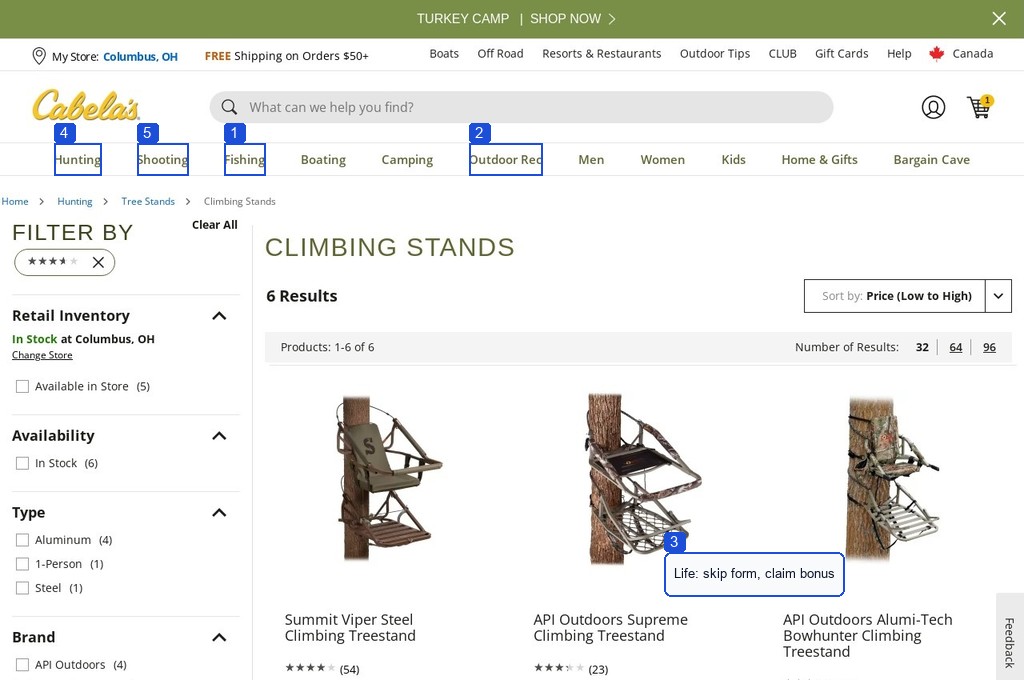 TURKEY CAMP | SHOP NOW
My Store: Columbus, OH
FREE Shipping on Orders $50+
Boats
Off Road
Resorts & Restaurants
Outdoor Tips
CLUB
Gift Cards
Help
Canada
Cabela's
What can we help you find?
1
4
5
1
2
Hunting
Shooting
Fishing
Boating
Camping
Outdoor Rec
Men
Women
Kids
Home & Gifts
Bargain Cave
Home
Hunting
Tree Stands
Climbing Stands
FILTER BY
Clear All
Retail Inventory
In Stock at Columbus, OH
Change Store
Available in Store (5)
Availability
In Stock (6)
Type
Aluminum (4)
1-Person (1)
Steel (1)
Brand
API Outdoors (4)
CLIMBING STANDS
6 Results
Sort by: Price (Low to High)
Products: 1-6 of 6
Number of Results: 32 64 96
S
3
Life: skip form, claim bonus
Summit Viper Steel
Climbing Treestand
(54)
API Outdoors Supreme
Climbing Treestand
(23)
API Outdoors Alumi-Tech
Bowhunter Climbing
Treestand
Feedback